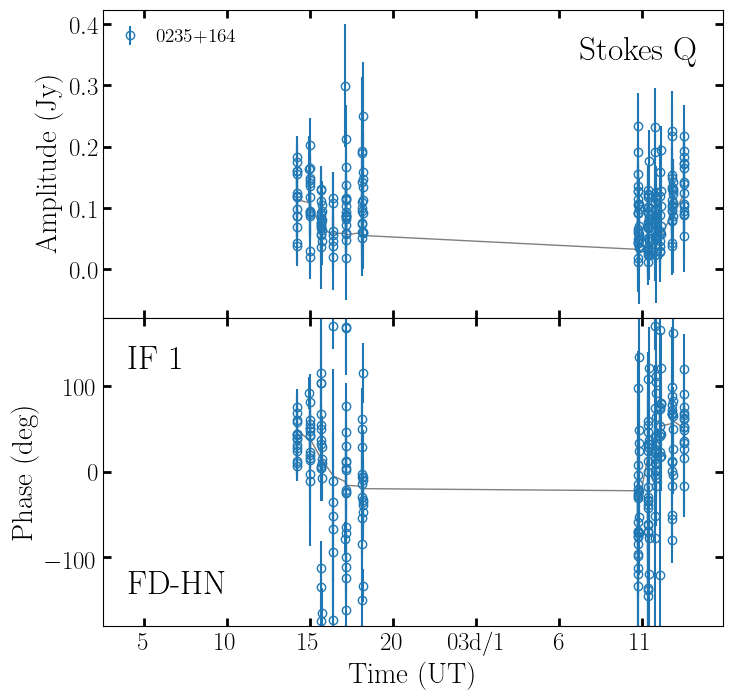 0235+164
Stokes Q
0.4
0.3
0.2
0.1
0.0
Amplitude (Jy)
IF 1
100
0
−100
Phase (deg)
FD-HN
5 10 15 20 03d/1 6 11
Time (UT)